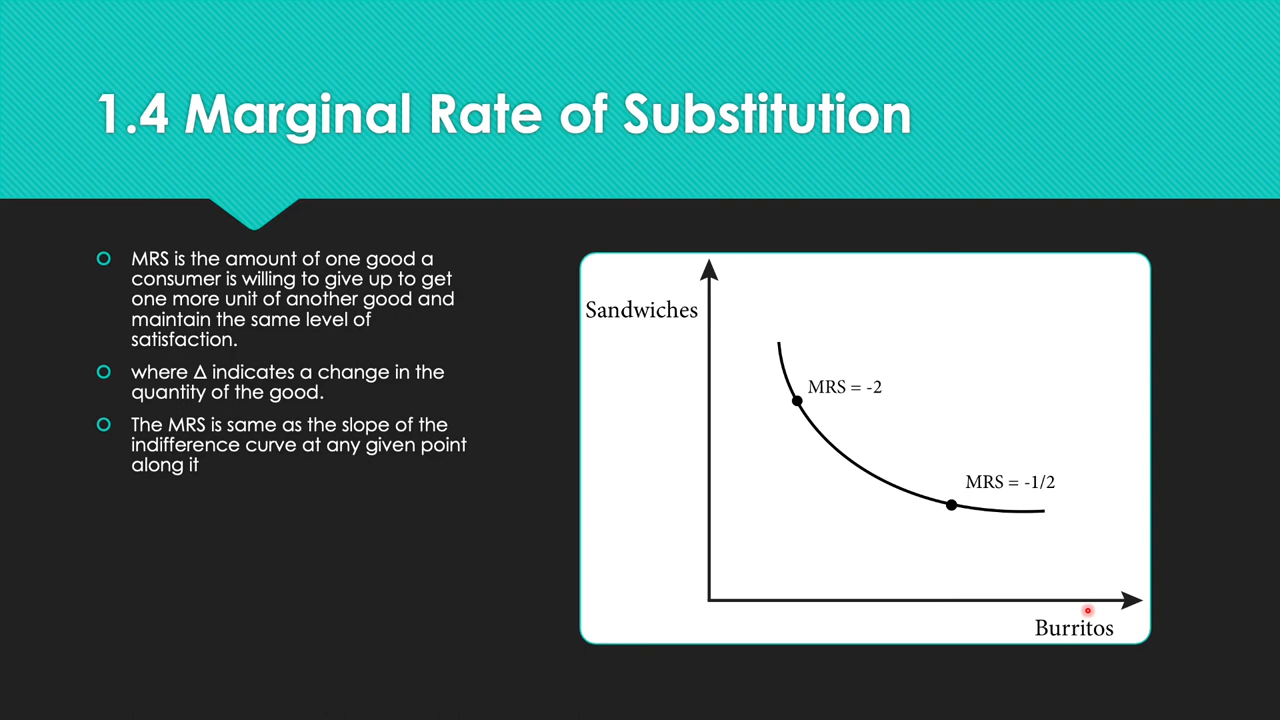 1.4 Marginal Rate of Substitution
MRS is the amount of one good a
consumer is willing to give up to get
one more unit of another good and
maintain the same level of
satisfaction.
where Δ indicates a change in the
quantity of the good.
The MRS is same as the slope of the
indifference curve at any given point
along it
Sandwiches
MRS = -2
MRS = -1/2
Burritos